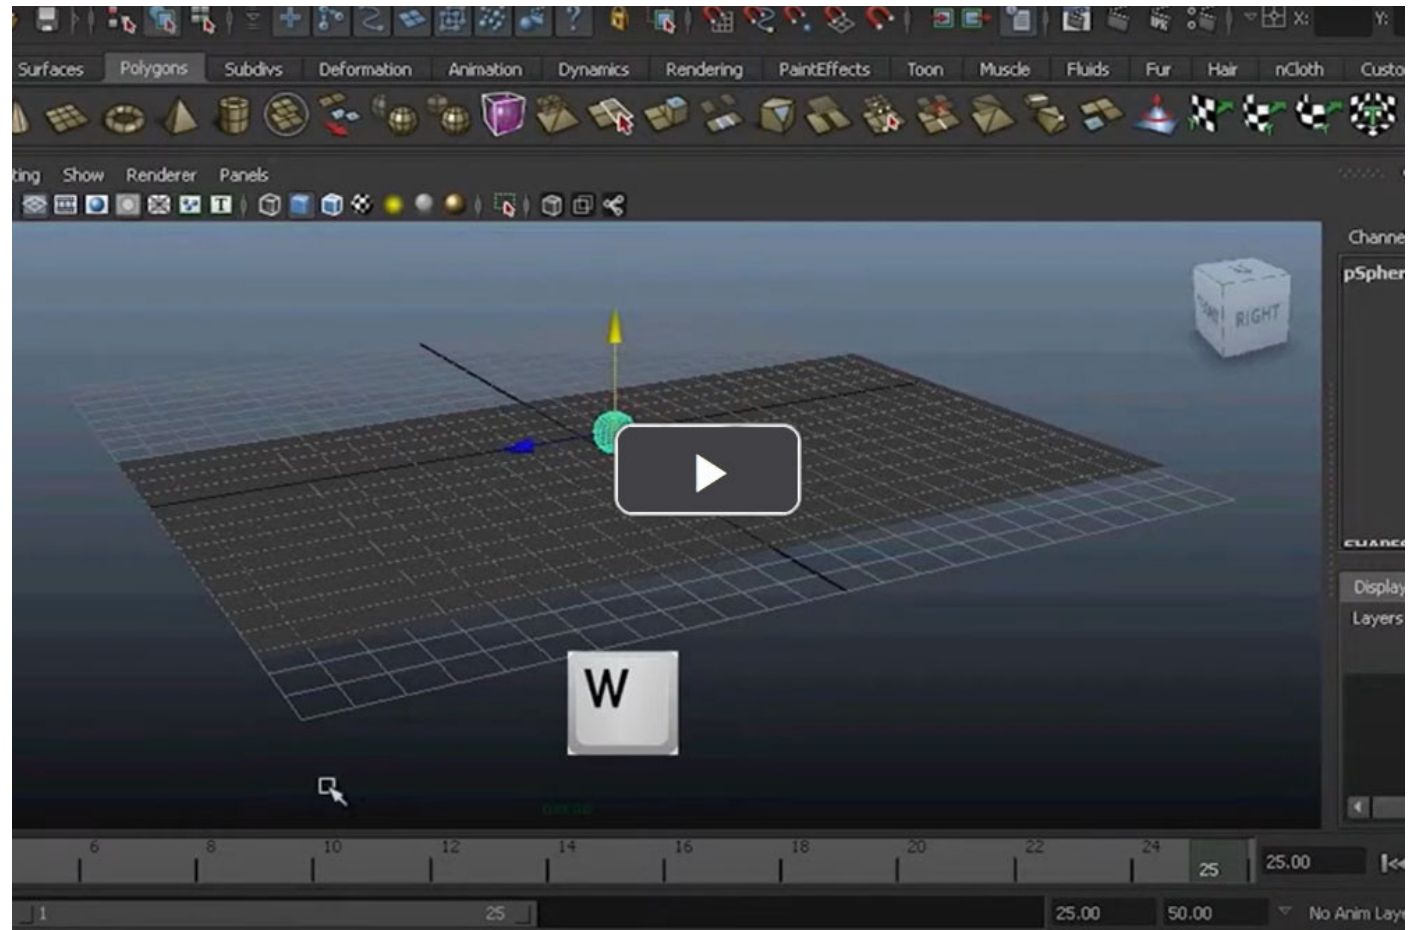 X: Y:
Surfaces Polygons Subdivs Deformation Animation Dynamics Rendering PaintEffects Toon Muscle Fluids Fur Hair nCloth Custo
ting Show Renderer Panels
T
Channe
pSpher
RIGHT
SHAPES
Display
Layers
W
persp
6 8 10 12 14 16 18 20 22 24 25 25.00
1 25 25.00 50.00 No Anim Laye